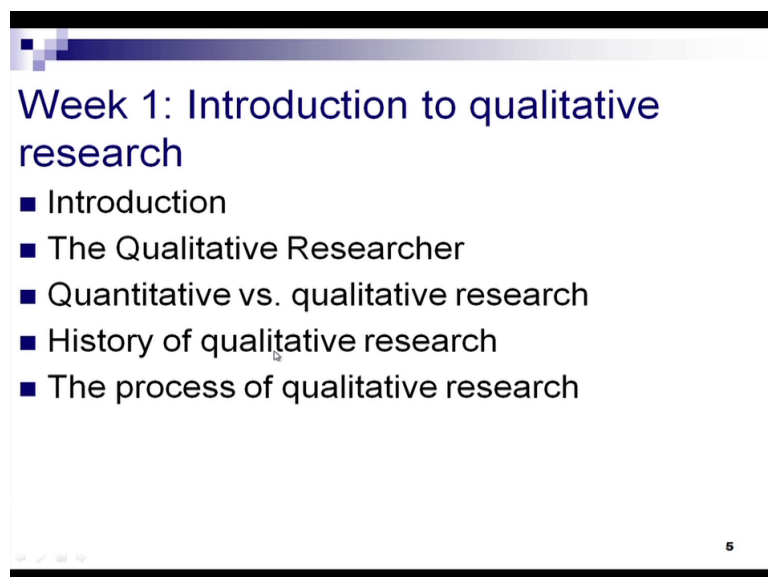 Week 1: Introduction to qualitative
research
Introduction
The Qualitative Researcher
Quantitative vs. qualitative research
History of qualitative research
The process of qualitative research
5